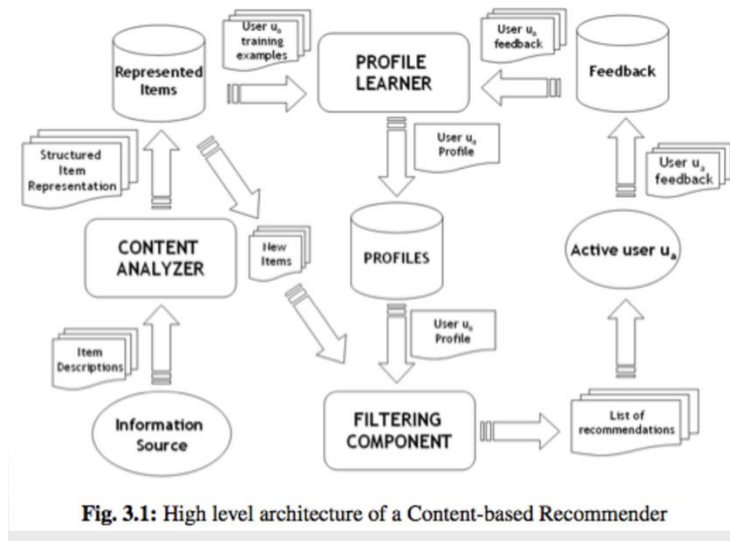 User uₐ
training
examples
User uₐ
feedback
Represented
Items
PROFILE
LEARNER
Feedback
Structured
Item
Representation
User uₐ
Profile
User uₐ
feedback
CONTENT
ANALYZER
New
Items
PROFILES
Active user uₐ
Item
Descriptions
User uₐ
Profile
Information
Source
FILTERING
COMPONENT
List of
recommendations
Fig. 3.1: High level architecture of a Content-based Recommender